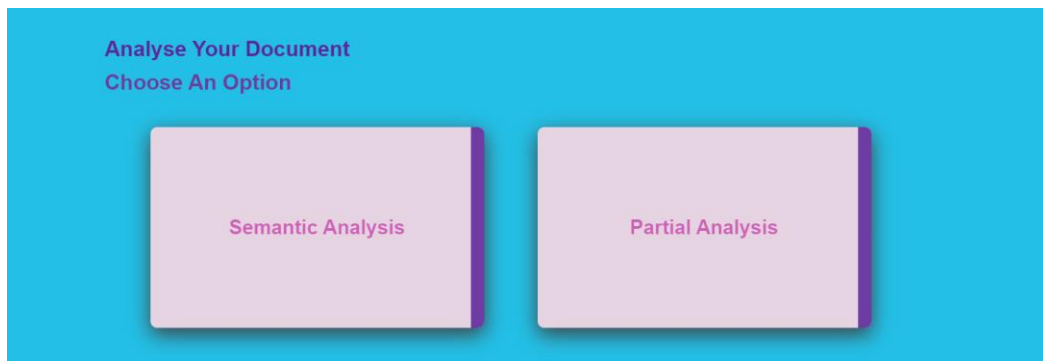 Analyse Your Document
Choose An Option
Semantic Analysis
Partial Analysis